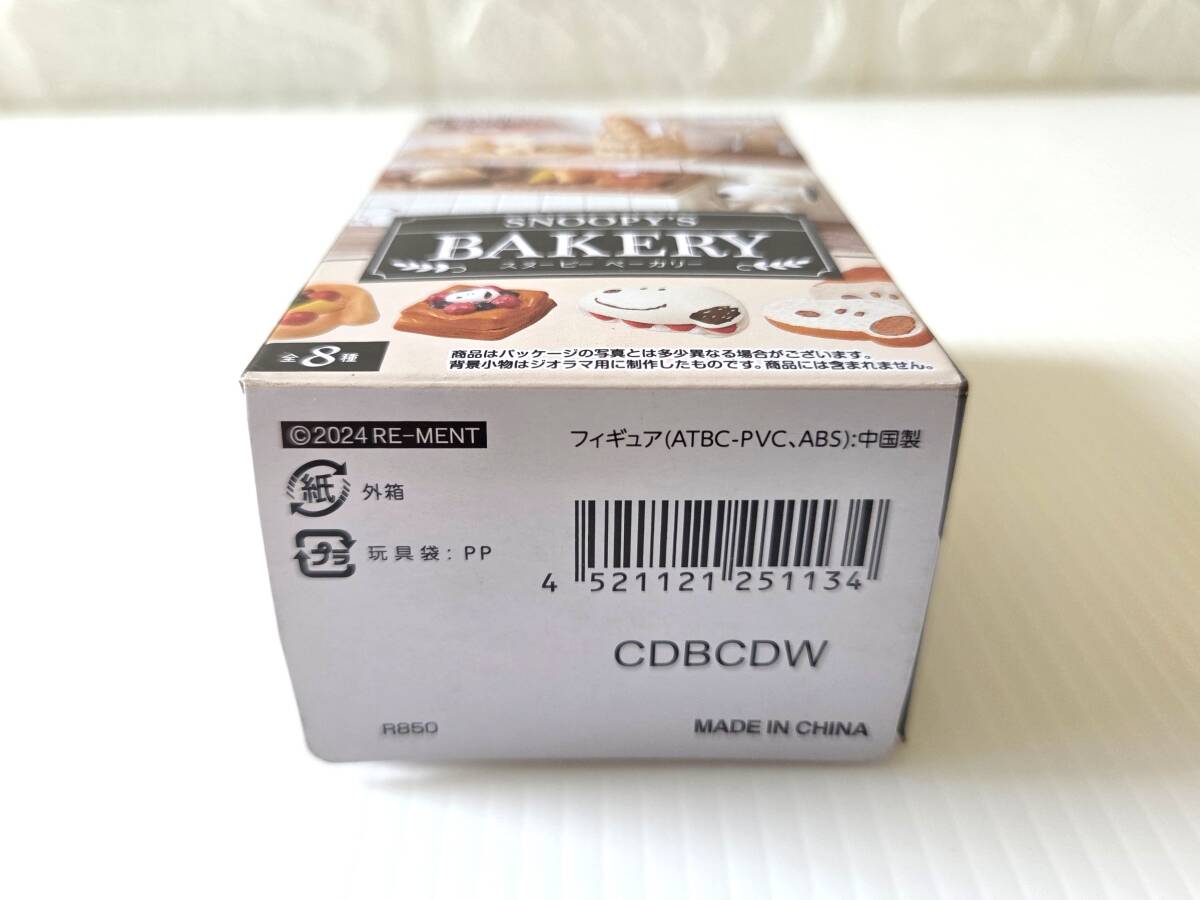 SNOOPY'S
BAKERY
スヌーピー ベーカリー
全8種
商品はパッケージの写真とは多少異なる場合がございます。
背景小物はジオラマ用に制作したものです。商品には含まれません。
©2024 RE-MENT
フィギュア(ATBC-PVC、ABS):中国製
紙 外箱
プラ 玩具袋: PP
4 521121 251134
CDBCDW
R850
MADE IN CHINA